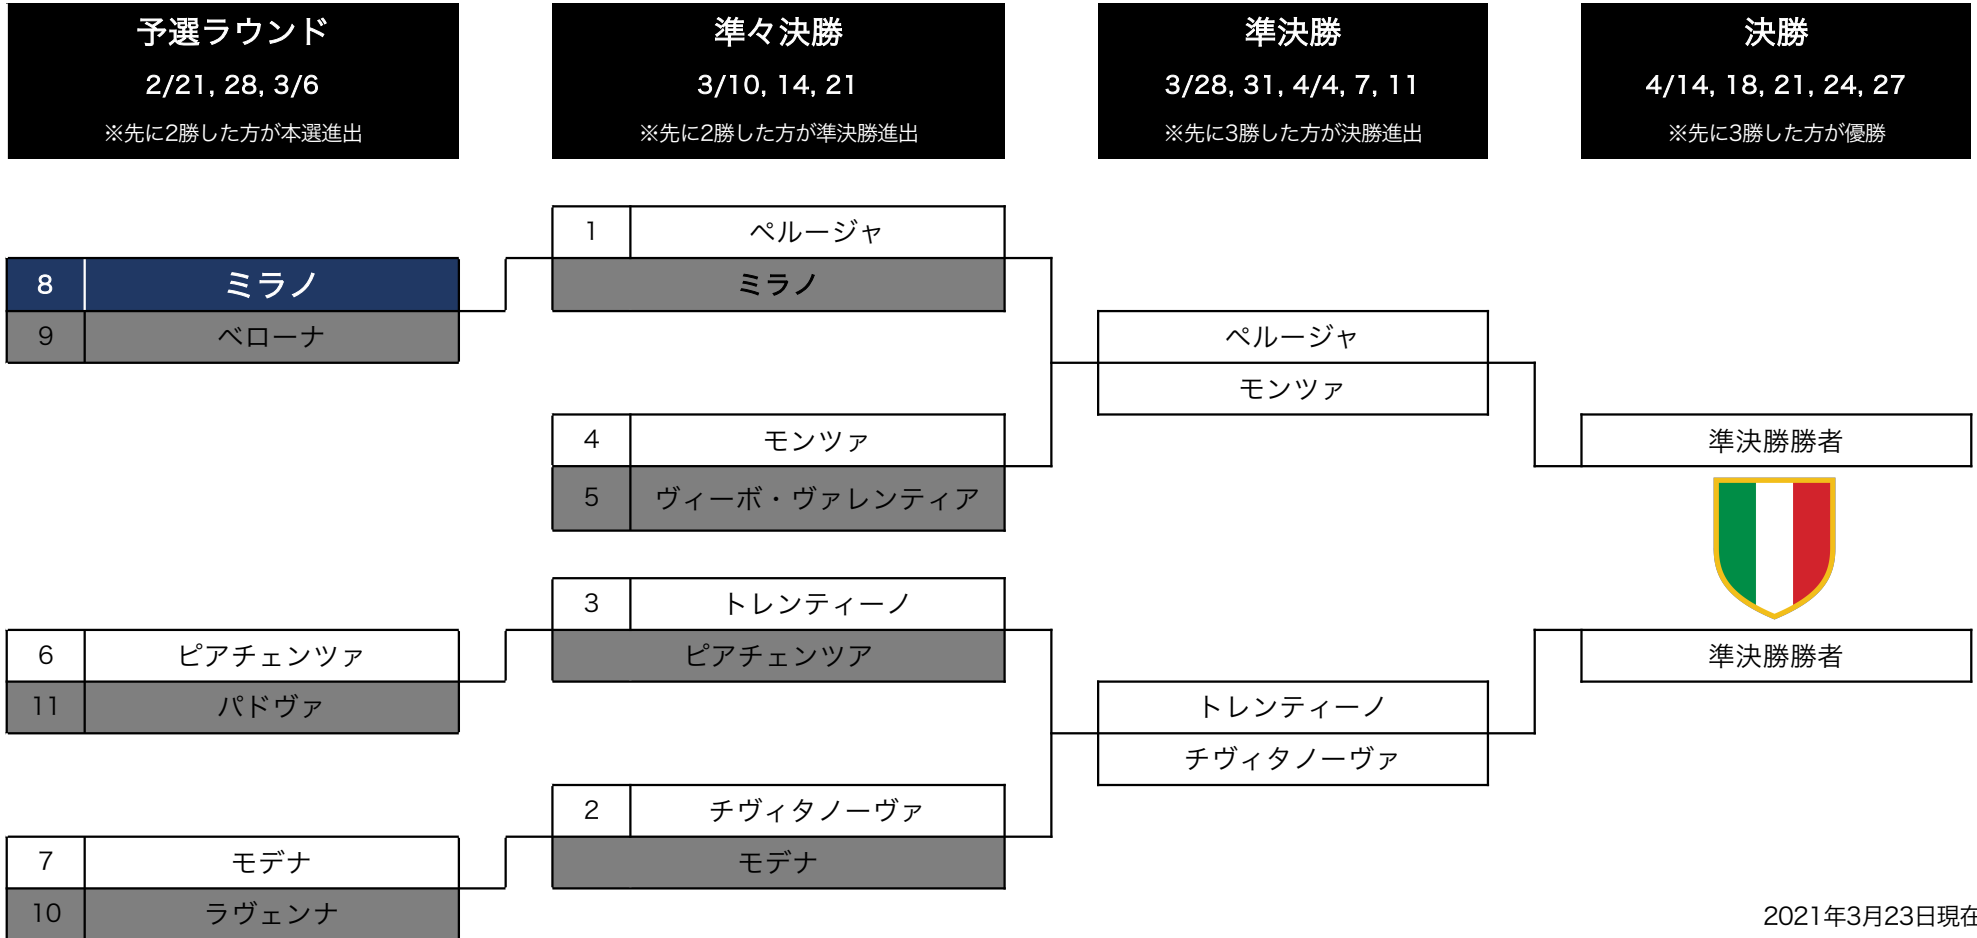 予選ラウンド
2/21, 28, 3/6
※先に2勝した方が本選進出
準々決勝
3/10, 14, 21
※先に2勝した方が準決勝進出
準決勝
3/28, 31, 4/4, 7, 11
※先に3勝した方が決勝進出
決勝
4/14, 18, 21, 24, 27
※先に3勝した方が優勝
8 ミラノ
9 ベローナ
6 ピアチェンツァ
11 パドヴァ
7 モデナ
10 ラヴェンナ
1 ペルージャ
ミラノ
4 モンツァ
5 ヴィーボ・ヴァレンティア
3 トレンティーノ
ピアチェンツア
2 チヴィタノーヴァ
モデナ
ペルージャ
モンツァ
トレンティーノ
チヴィタノーヴァ
準決勝勝者
準決勝勝者
2021年3月23日現在